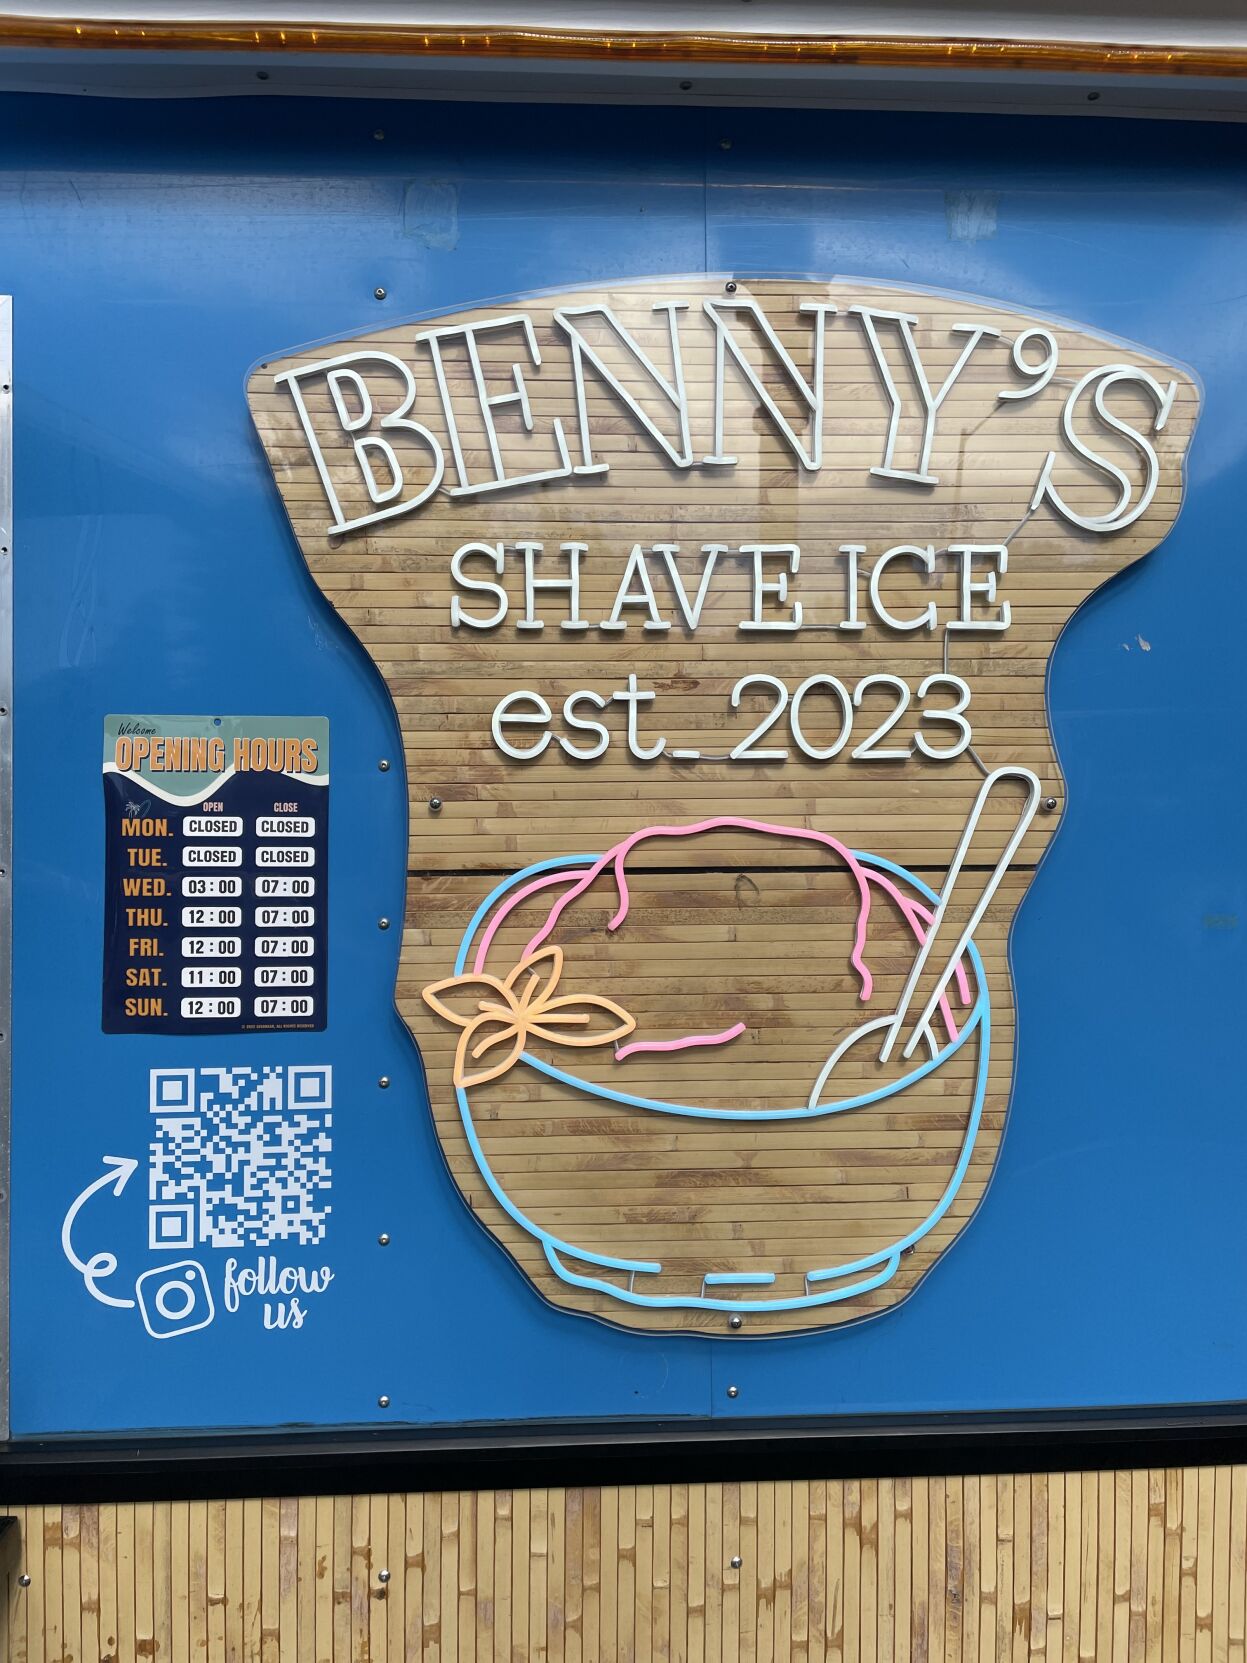 BENNY'S
SHAVE ICE
est_2023
Welcome
OPENING HOURS
OPEN CLOSE
MON. CLOSED CLOSED
TUE. CLOSED CLOSED
WED. 03:00 07:00
THU. 12:00 07:00
FRI. 12:00 07:00
SAT. 11:00 07:00
SUN. 12:00 07:00
follow
us